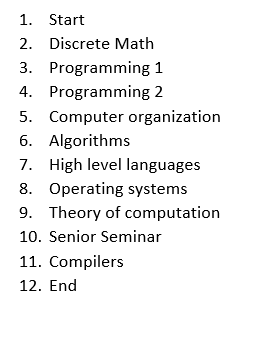 1. Start
2. Discrete Math
3. Programming 1
4. Programming 2
5. Computer organization
6. Algorithms
7. High level languages
8. Operating systems
9. Theory of computation
10. Senior Seminar
11. Compilers
12. End